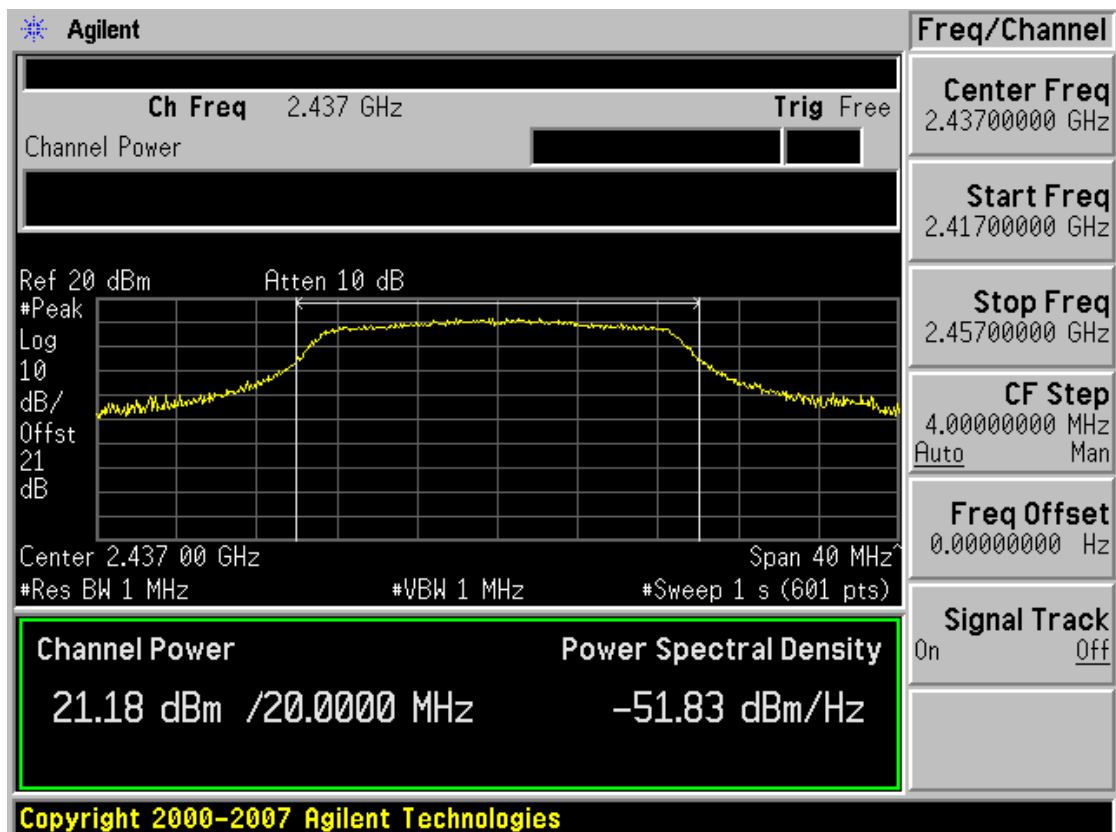 Agilent
Freq/Channel
Ch Freq 2.437 GHz Trig Free
Channel Power
Ref 20 dBm Atten 10 dB
#Peak
Log
10
dB/
Offst
21
dB
Center 2.437 00 GHz Span 40 MHz^
#Res BW 1 MHz #VBW 1 MHz #Sweep 1 s (601 pts)
Channel Power Power Spectral Density
21.18 dBm /20.0000 MHz -51.83 dBm/Hz
Center Freq
2.43700000 GHz
Start Freq
2.41700000 GHz
Stop Freq
2.45700000 GHz
CF Step
4.00000000 MHz
Auto Man
Freq Offset
0.00000000 Hz
Signal Track
On Off
Copyright 2000-2007 Agilent Technologies